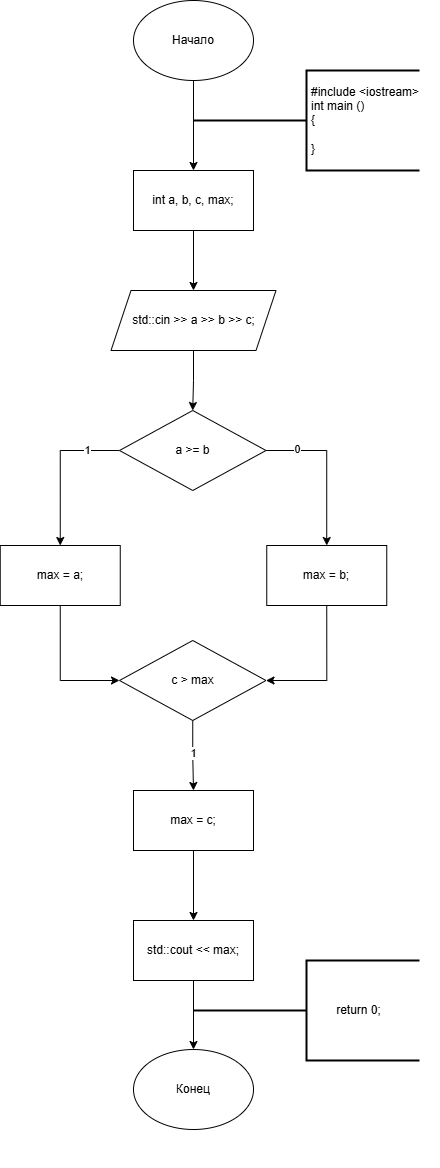 Начало
#include <iostream>
int main ()
{
}
int a, b, c, max;
std::cin >> a >> b >> c;
a >= b
1
0
max = a;
max = b;
c > max
1
max = c;
std::cout << max;
return 0;
Конец